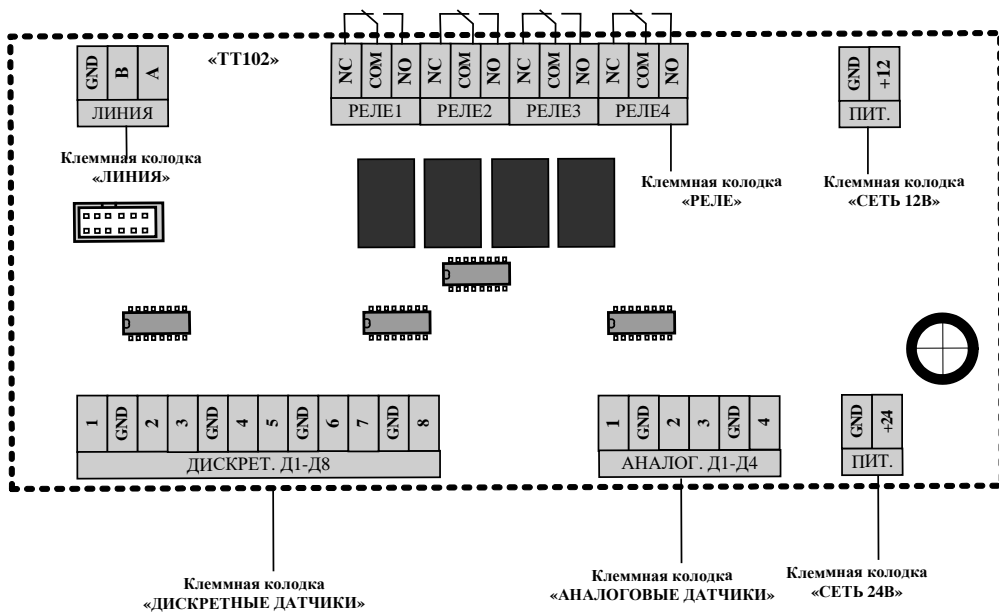 «ТТ102»
GND B A
ЛИНИЯ
NC COM NO NC COM NO NC COM NO NC COM NO
РЕЛЕ1 РЕЛЕ2 РЕЛЕ3 РЕЛЕ4
GND +12
ПИТ.
Клеммная колодка
«ЛИНИЯ»
Клеммная колодка
«РЕЛЕ»
Клеммная колодка
«СЕТЬ 12В»
1 GND 2 3 GND 4 5 GND 6 7 GND 8
ДИСКРЕТ. Д1-Д8
1 GND 2 3 GND 4
АНАЛОГ. Д1-Д4
GND +24
ПИТ.
Клеммная колодка
«ДИСКРЕТНЫЕ ДАТЧИКИ»
Клеммная колодка
«АНАЛОГОВЫЕ ДАТЧИКИ»
Клеммная колодка
«СЕТЬ 24В»